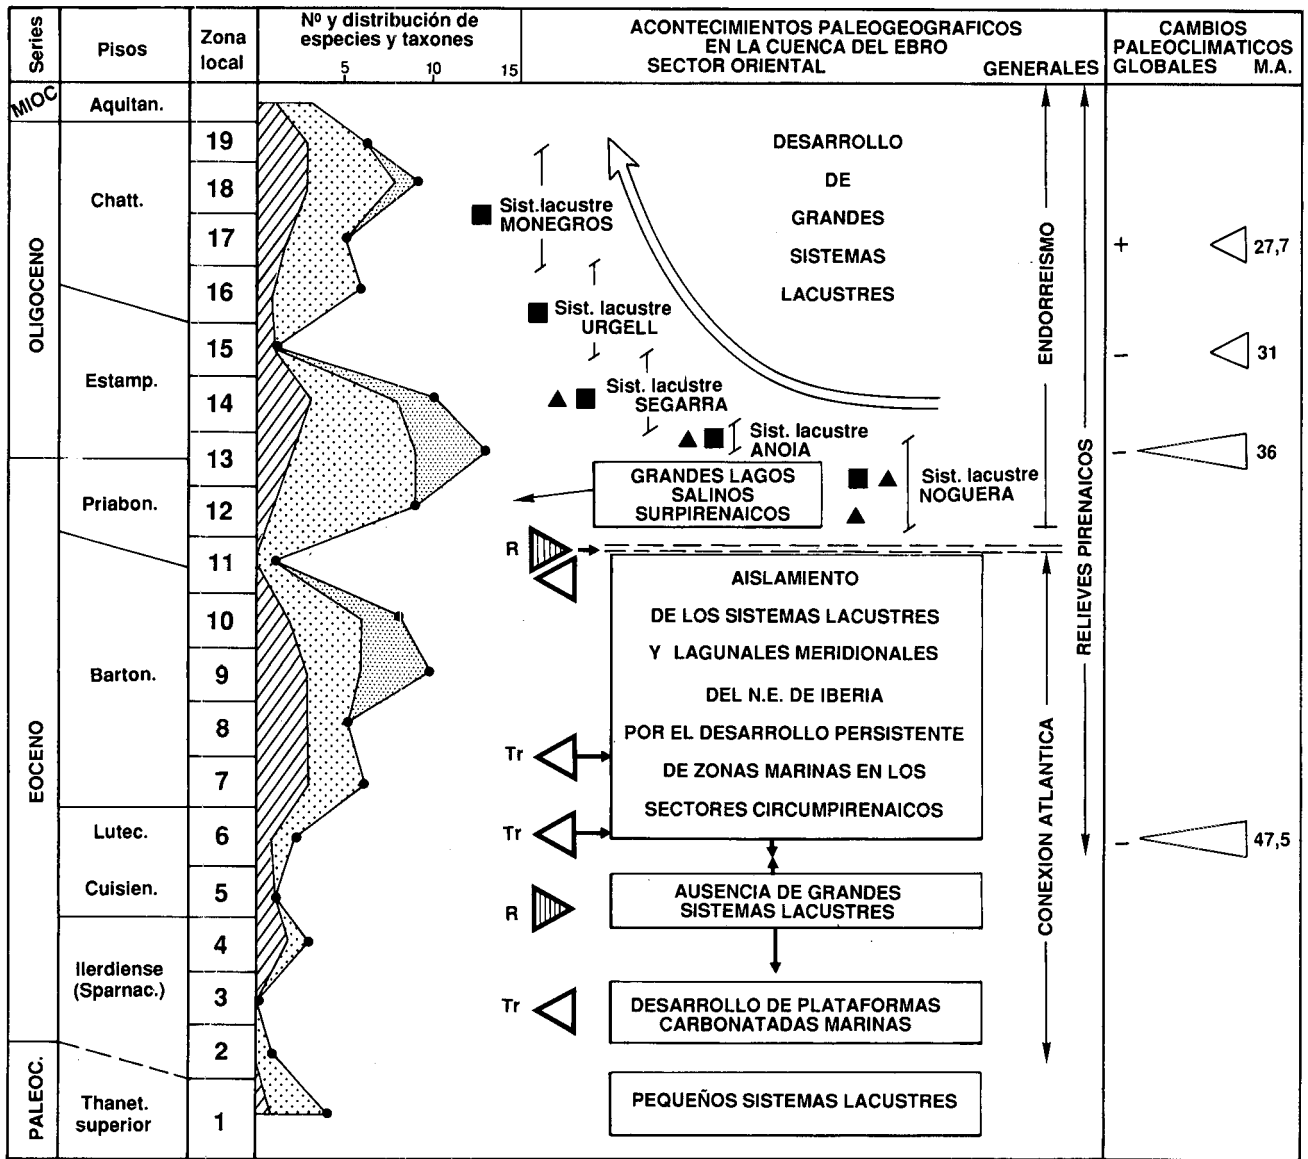 Series
Pisos
Zona
local
Nº y distribución de
especies y taxones
5
10
15
ACONTECIMIENTOS PALEOGEOGRAFICOS
EN LA CUENCA DEL EBRO
SECTOR ORIENTAL
GENERALES
CAMBIOS
PALEOCLIMATICOS
GLOBALES M.A.
MIOC
OLIGOCENO
EOCENO
PALEOC.
Aquitan.
Chatt.
Estamp.
Priabon.
Barton.
Lutec.
Cuisien.
Ilerdiense
(Sparnac.)
Thanet.
superior
19
18
17
16
15
14
13
12
11
10
9
8
7
6
5
4
3
2
1
Sist.lacustre
MONEGROS
Sist. lacustre
URGELL
Sist. lacustre
SEGARRA
Sist. lacustre
ANOIA
Sist. lacustre
NOGUERA
DESARROLLO
DE
GRANDES
SISTEMAS
LACUSTRES
GRANDES LAGOS
SALINOS
SURPIRENAICOS
R
AISLAMIENTO
DE LOS SISTEMAS LACUSTRES
Y LAGUNALES MERIDIONALES
DEL N.E. DE IBERIA
POR EL DESARROLLO PERSISTENTE
DE ZONAS MARINAS EN LOS
SECTORES CIRCUMPIRENAICOS
Tr
Tr
R
AUSENCIA DE GRANDES
SISTEMAS LACUSTRES
Tr
DESARROLLO DE PLATAFORMAS
CARBONATADAS MARINAS
PEQUEÑOS SISTEMAS LACUSTRES
ENDORREISMO
CONEXION ATLANTICA
RELIEVES PIRENAICOS
+ 27,7
– 31
– 36
– 47,5